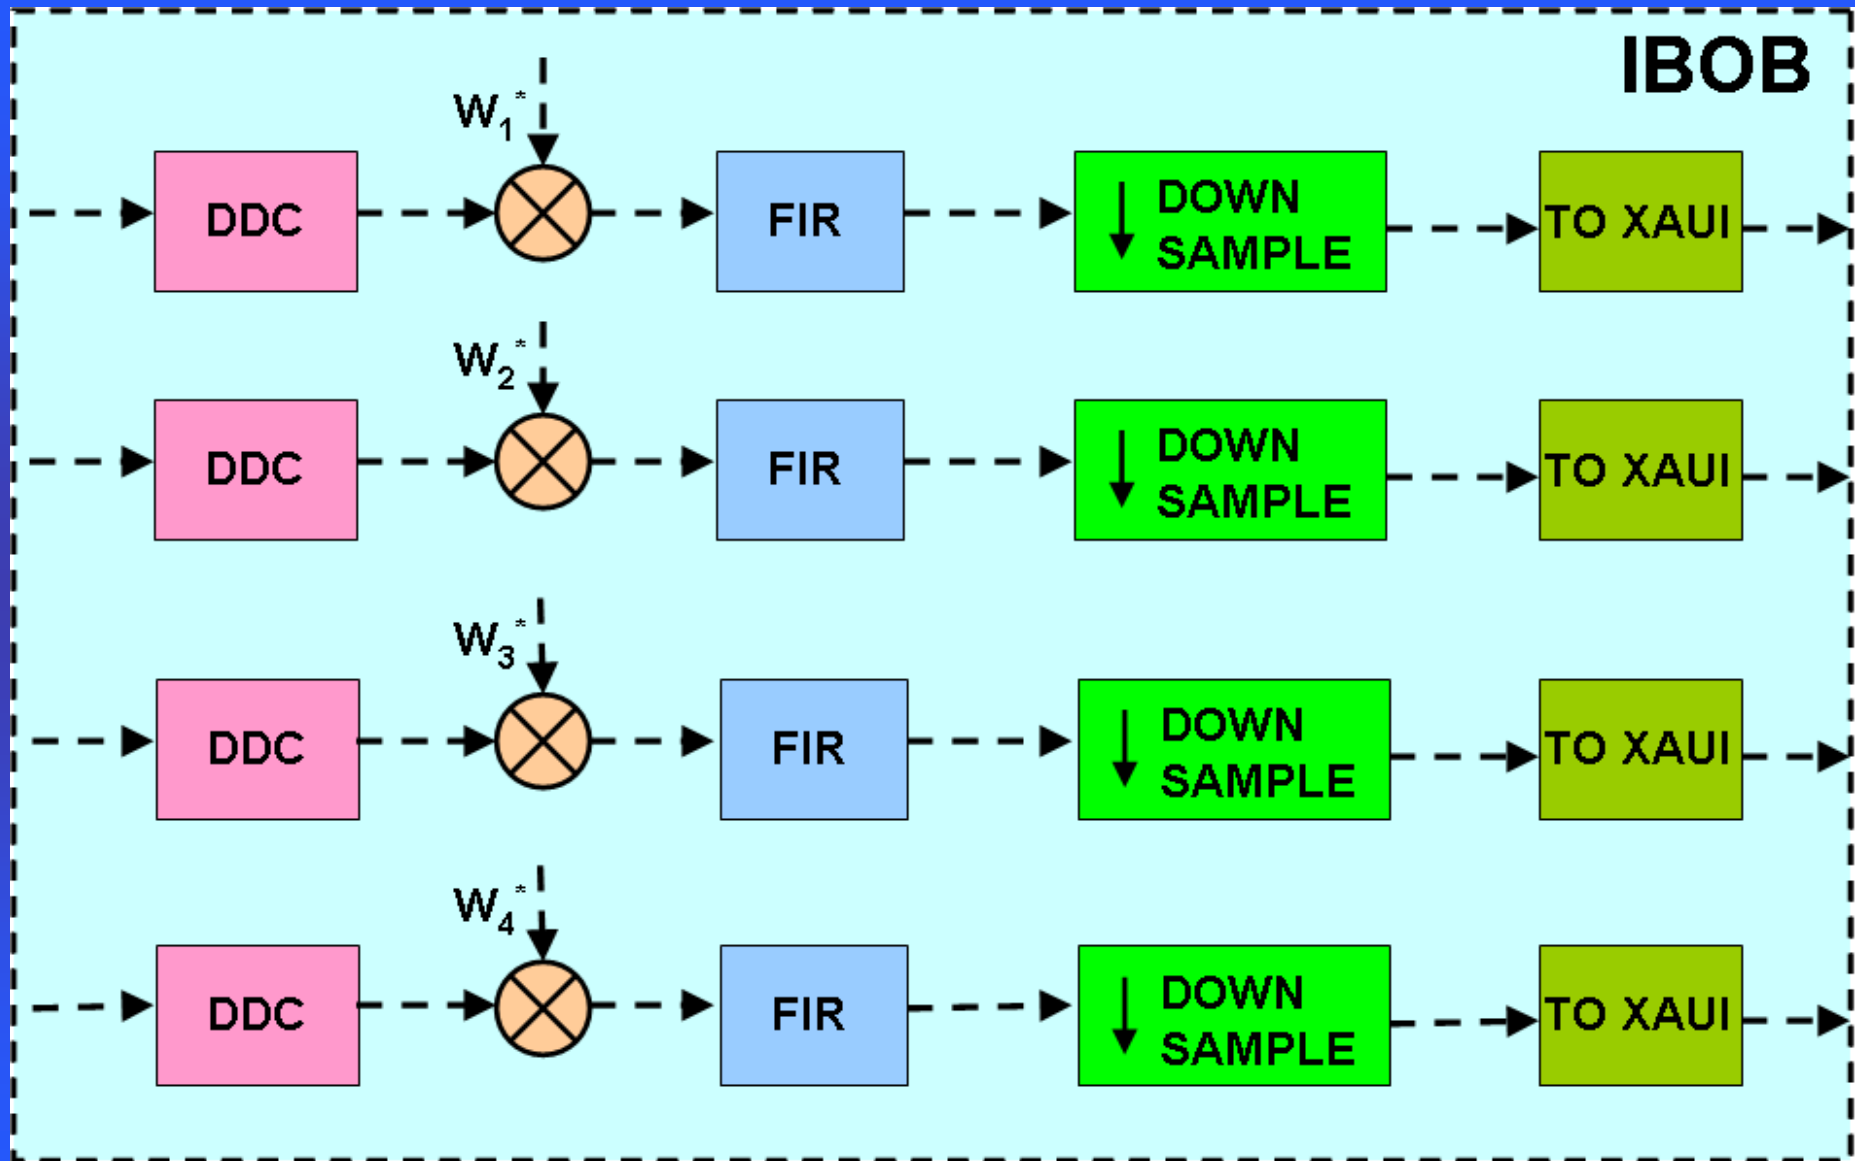 IBOB
W1*
DDC
FIR
DOWN
SAMPLE
TO XAUI
W2*
DDC
FIR
DOWN
SAMPLE
TO XAUI
W3*
DDC
FIR
DOWN
SAMPLE
TO XAUI
W4*
DDC
FIR
DOWN
SAMPLE
TO XAUI